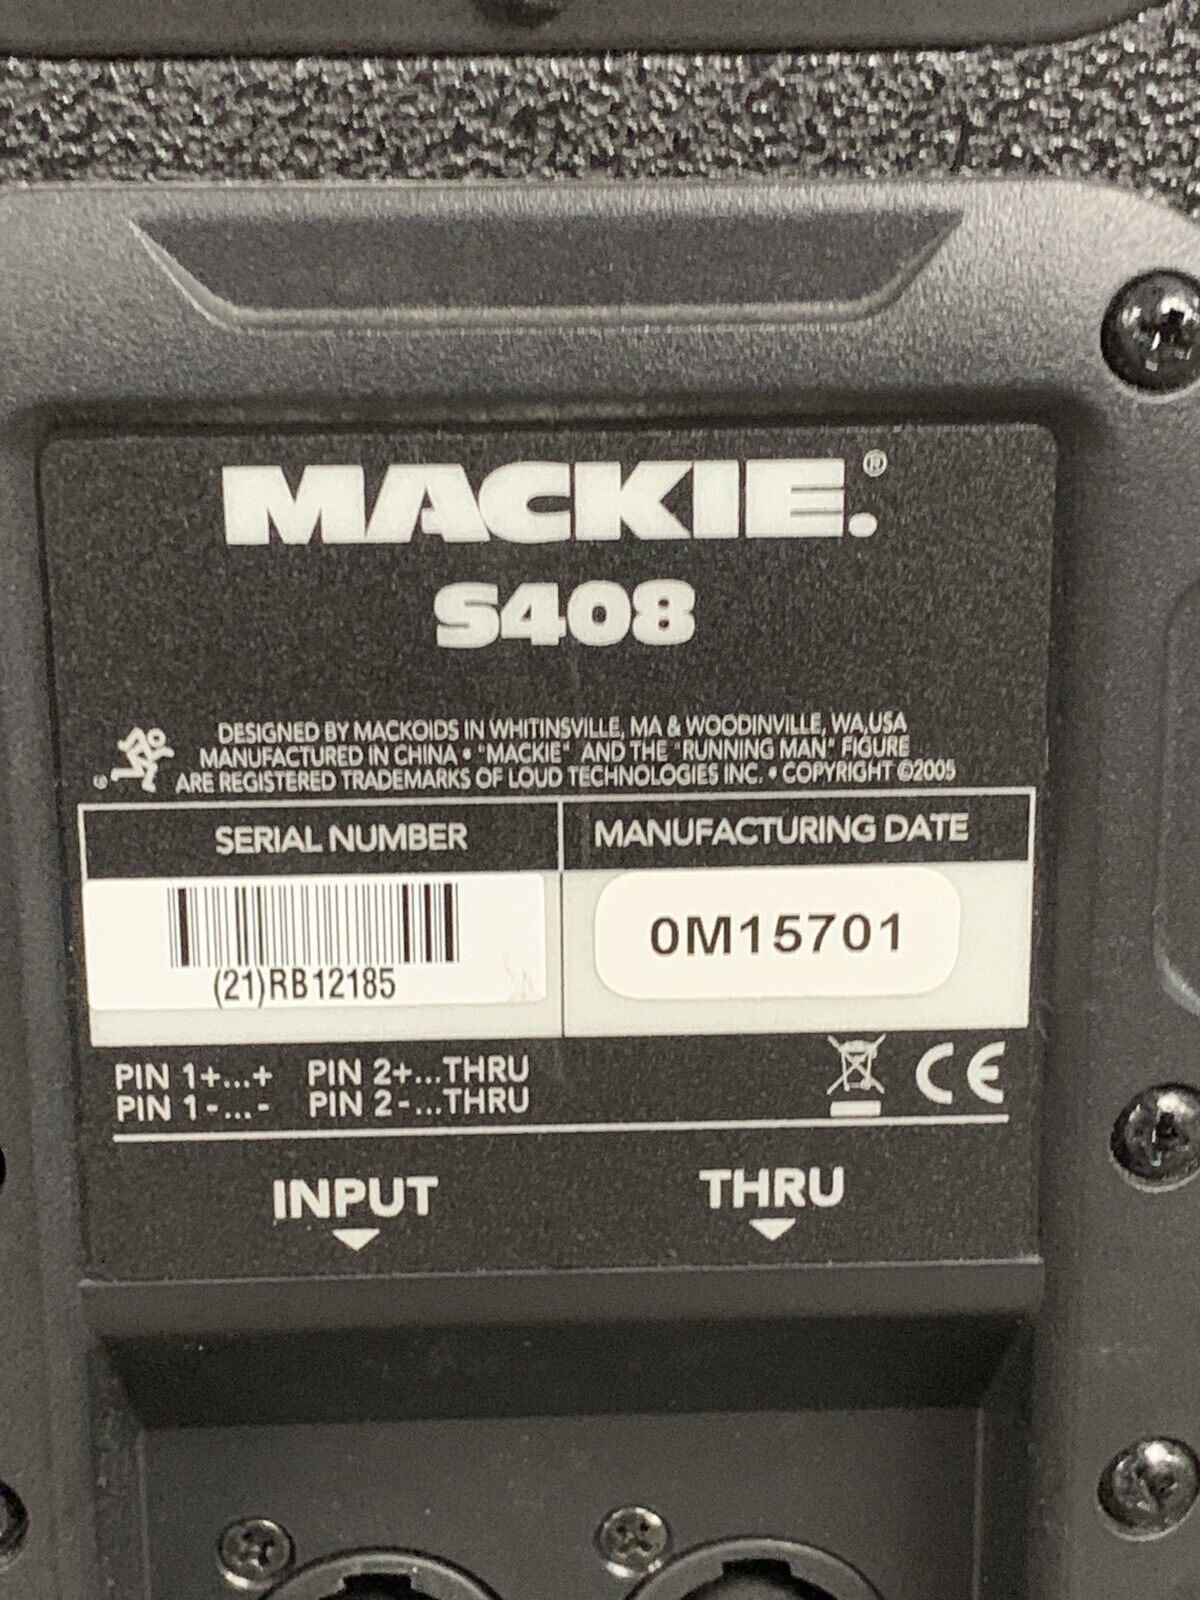 MACKIE.®
S408
DESIGNED BY MACKOIDS IN WHITINSVILLE, MA & WOODINVILLE, WA,USA
MANUFACTURED IN CHINA • "MACKIE" AND THE "RUNNING MAN" FIGURE
® ARE REGISTERED TRADEMARKS OF LOUD TECHNOLOGIES INC. • COPYRIGHT ©2005
SERIAL NUMBER MANUFACTURING DATE
(21)RB12185 0M15701
PIN 1+...+ PIN 2+...THRU
PIN 1-...- PIN 2-...THRU
CE
INPUT THRU